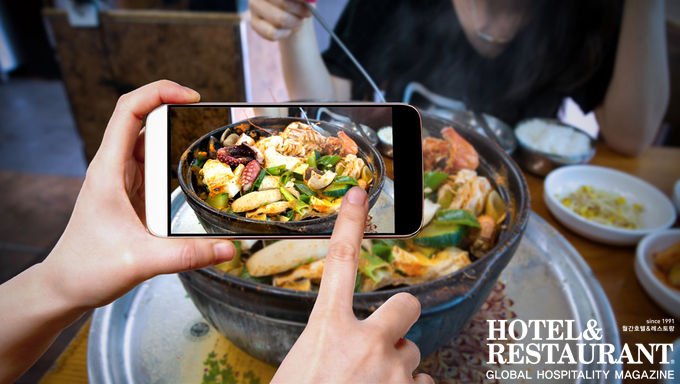 since 1991
월간호텔&레스토랑
HOTEL&
RESTAURANT®
GLOBAL HOSPITALITY MAGAZINE